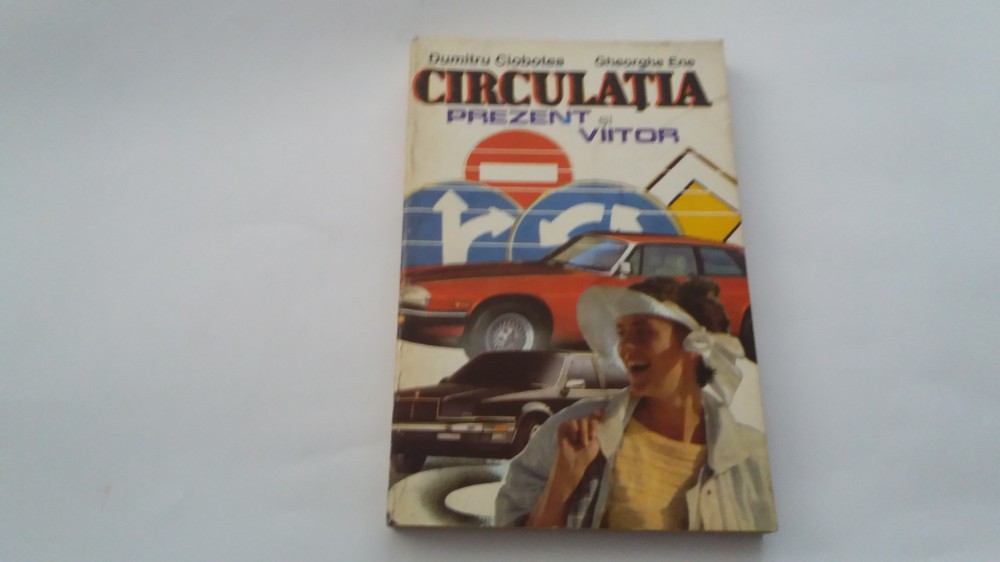 Dumitru Ciobotea Gheorghe Ene
CIRCULAȚIA
PREZENT și
VIITOR